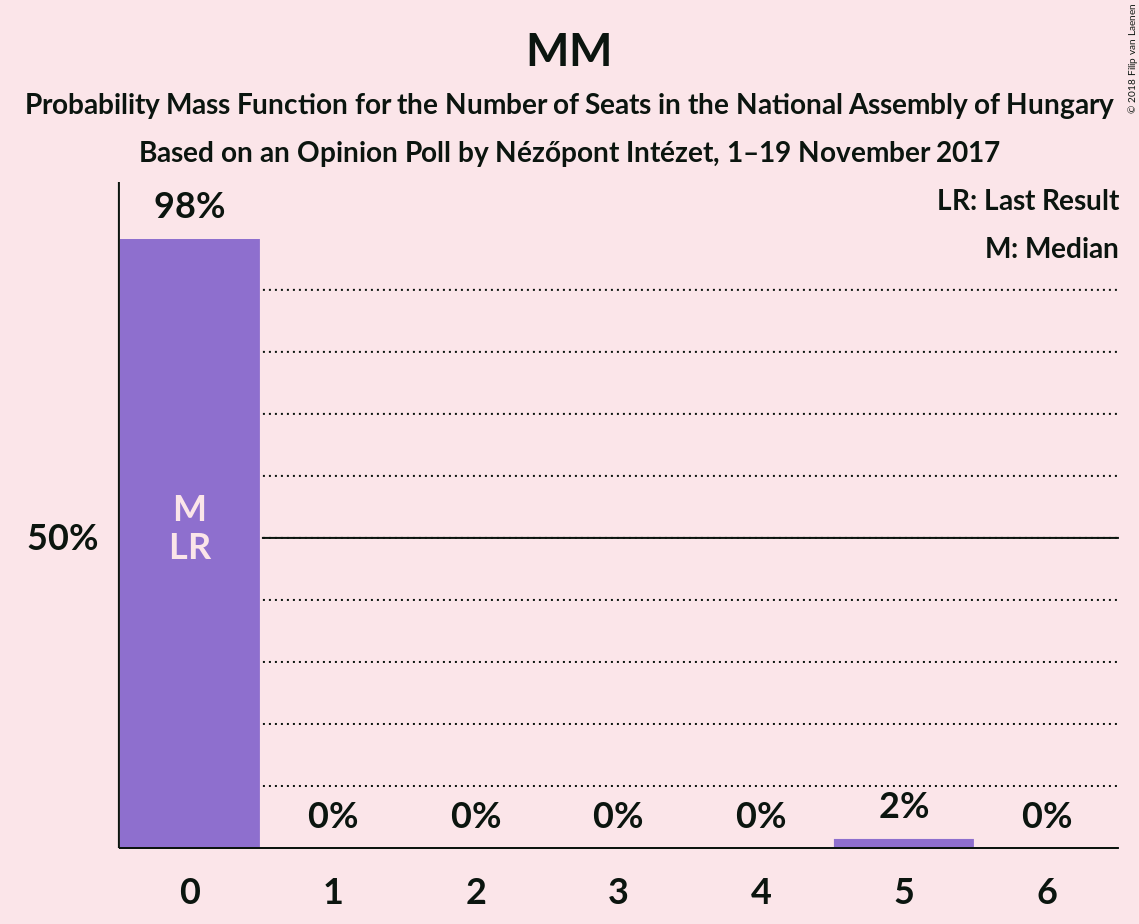 MM
Probability Mass Function for the Number of Seats in the National Assembly of Hungary
Based on an Opinion Poll by Nézőpont Intézet, 1–19 November 2017
© 2018 Filip van Laenen
LR: Last Result
M: Median
98%
M
LR
50%
0% 0% 0% 0% 2% 0%
0 1 2 3 4 5 6